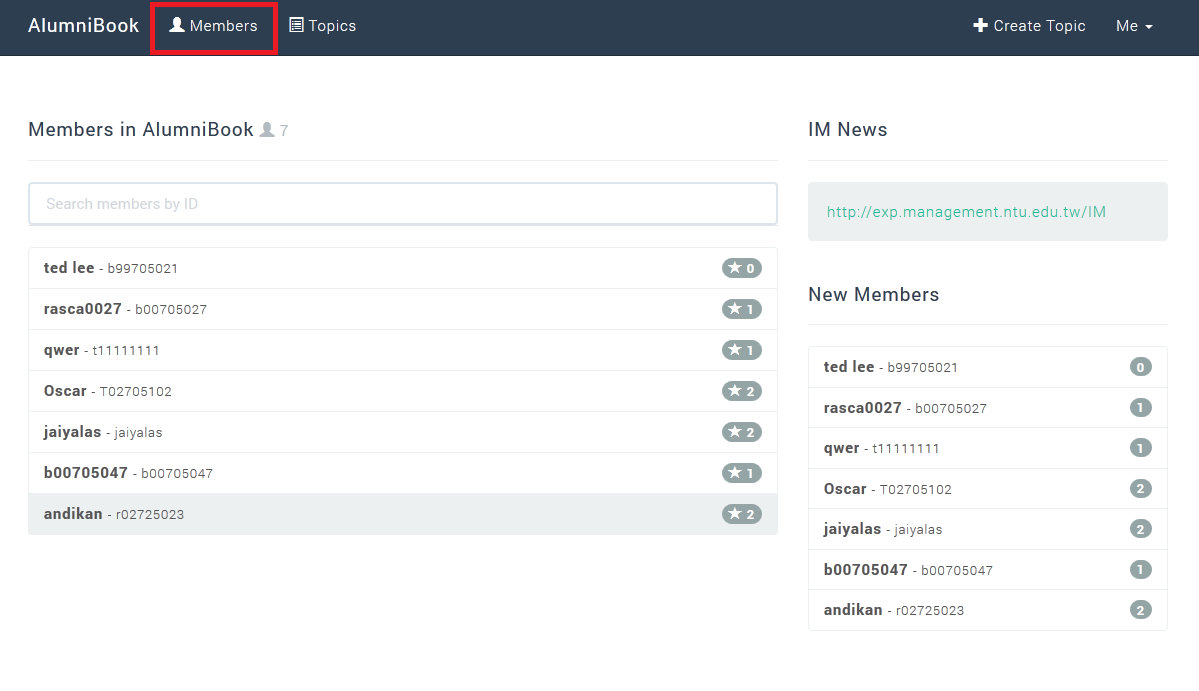 AlumniBook Members Topics Create Topic Me
Members in AlumniBook 7
Search members by ID
ted lee - b99705021 0
rasca0027 - b00705027 1
qwer - t11111111 1
Oscar - T02705102 2
jaiyalas - jaiyalas 2
b00705047 - b00705047 1
andikan - r02725023 2
IM News
http://exp.management.ntu.edu.tw/IM
New Members
ted lee - b99705021 0
rasca0027 - b00705027 1
qwer - t11111111 1
Oscar - T02705102 2
jaiyalas - jaiyalas 2
b00705047 - b00705047 1
andikan - r02725023 2